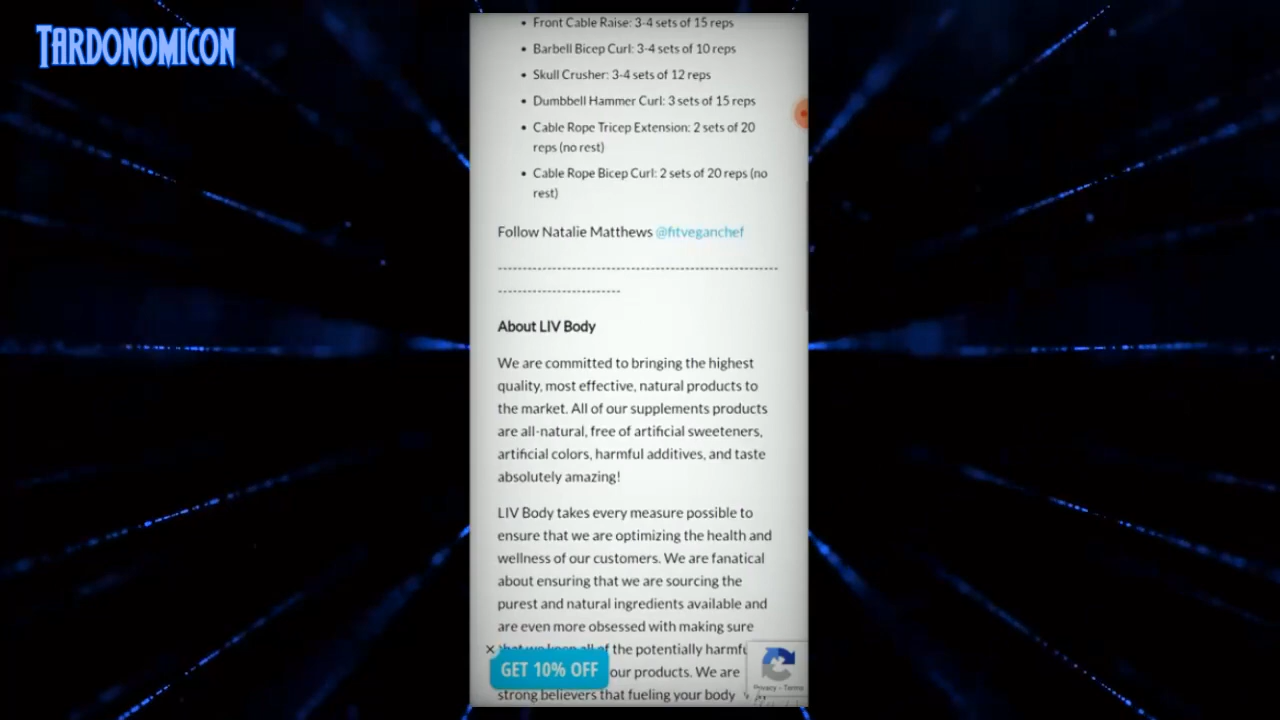 TARDONOMICON
• Front Cable Raise: 3-4 sets of 15 reps
• Barbell Bicep Curl: 3-4 sets of 10 reps
• Skull Crusher: 3-4 sets of 12 reps
• Dumbbell Hammer Curl: 3 sets of 15 reps
• Cable Rope Tricep Extension: 2 sets of 20
reps (no rest)
• Cable Rope Bicep Curl: 2 sets of 20 reps (no
rest)
Follow Natalie Matthews @fitveganchef
--------------------------------------------------------
-------------------------
About LIV Body
We are committed to bringing the highest
quality, most effective, natural products to
the market. All of our supplements products
are all-natural, free of artificial sweeteners,
artificial colors, harmful additives, and taste
absolutely amazing!
LIV Body takes every measure possible to
ensure that we are optimizing the health and
wellness of our customers. We are fanatical
about ensuring that we are sourcing the
purest and natural ingredients available and
are even more obsessed with making sure
that we keep all of the potentially harmfu
GET 10% OFF
our products. We are
Privacy - Terms
strong believers that fueling your body